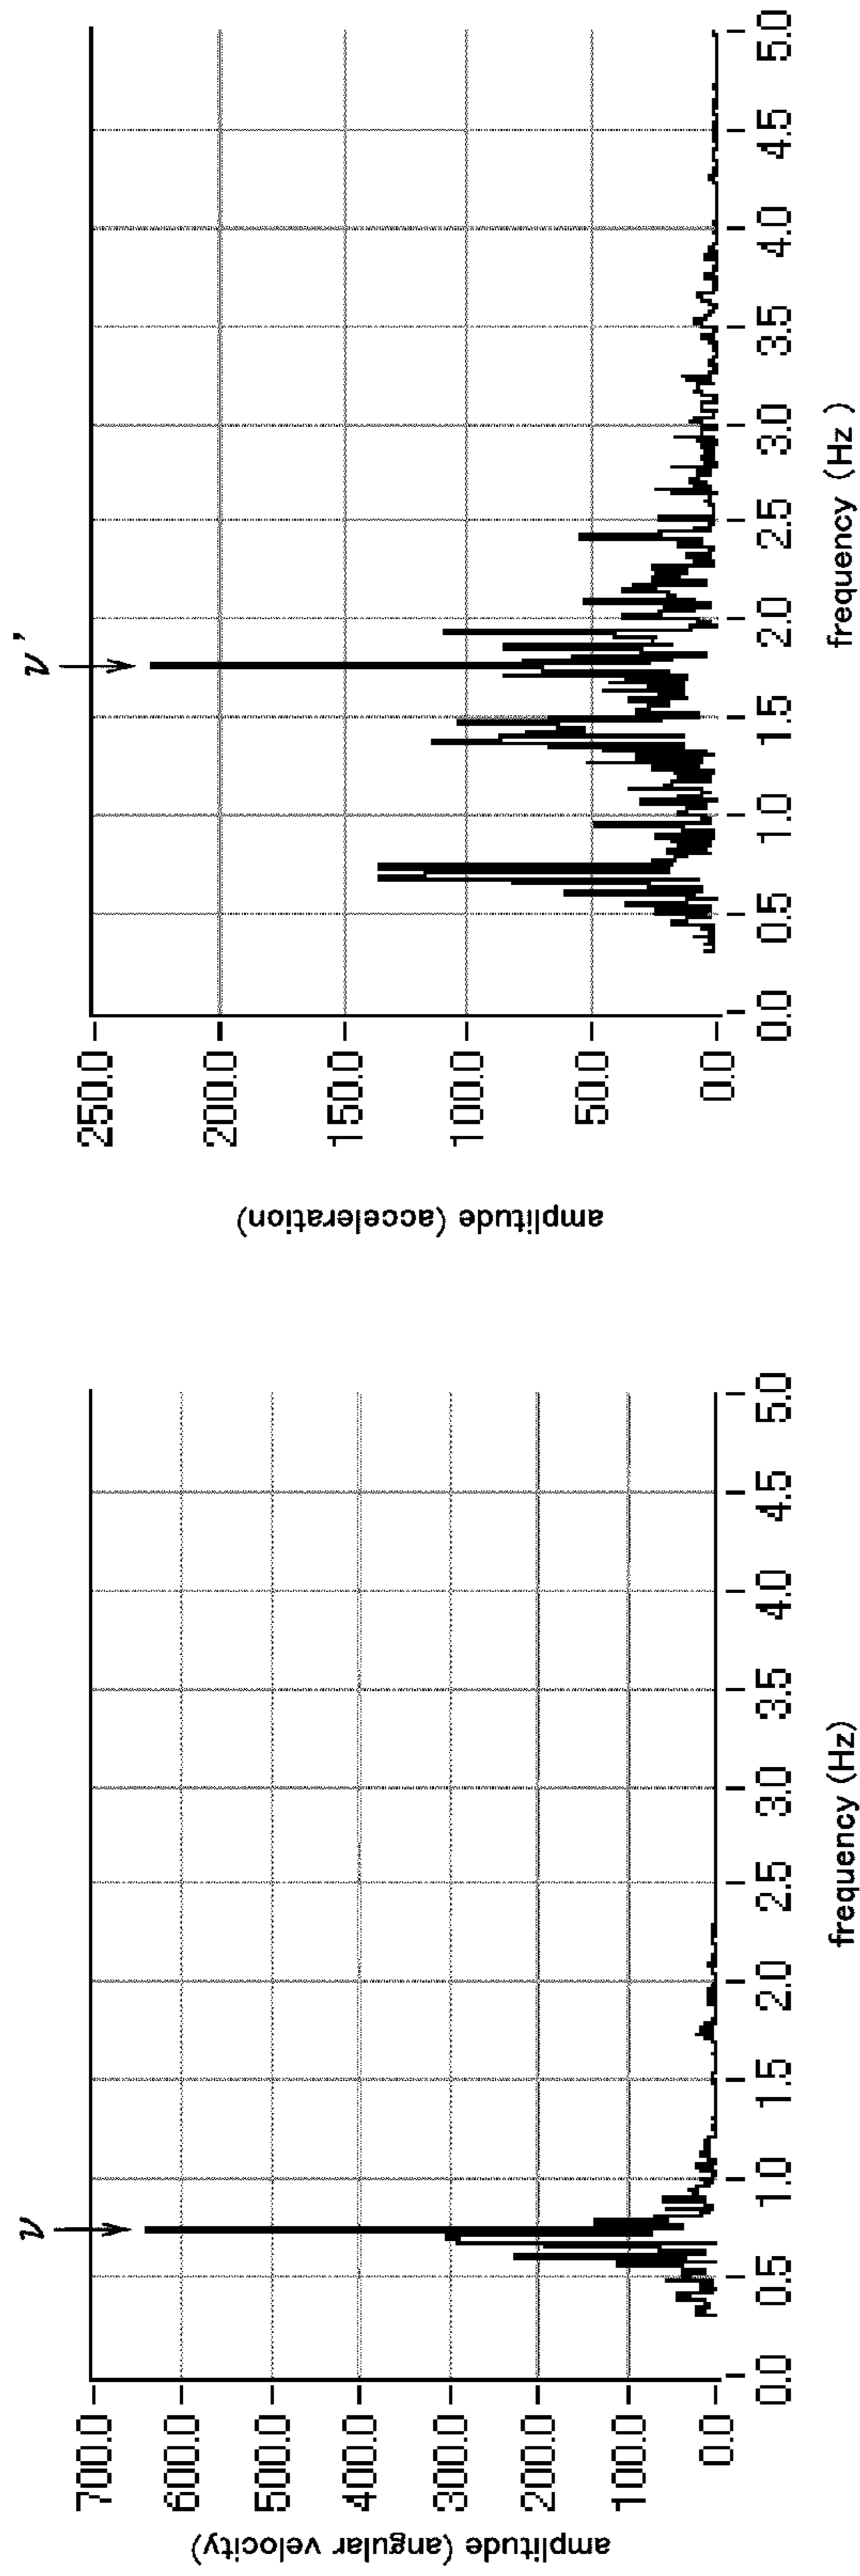 ν
700.0
600.0
500.0
400.0
300.0
200.0
100.0
0.0
amplitude (angular velocity)
0.0 0.5 1.0 1.5 2.0 2.5 3.0 3.5 4.0 4.5 5.0
frequency (Hz)
ν'
250.0
200.0
150.0
100.0
50.0
0.0
amplitude (acceleration)
0.0 0.5 1.0 1.5 2.0 2.5 3.0 3.5 4.0 4.5 5.0
frequency (Hz)